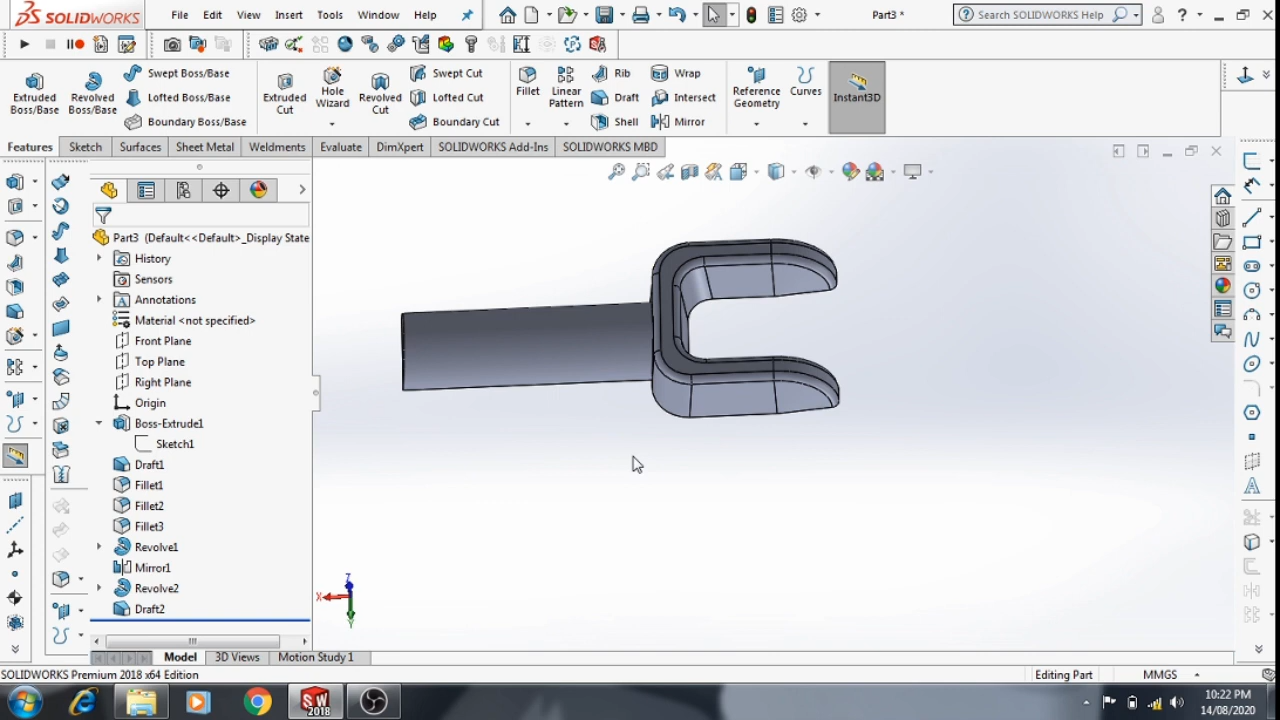 SOLIDWORKS File Edit View Insert Tools Window Help Part3 * Search SOLIDWORKS Help ?
Extruded Boss/Base
Revolved Boss/Base
Swept Boss/Base
Lofted Boss/Base
Boundary Boss/Base
Extruded Cut
Hole Wizard
Revolved Cut
Swept Cut
Lofted Cut
Boundary Cut
Fillet
Linear Pattern
Rib
Draft
Shell
Wrap
Intersect
Mirror
Reference Geometry
Curves
Instant3D
Features Sketch Surfaces Sheet Metal Weldments Evaluate DimXpert SOLIDWORKS Add-Ins SOLIDWORKS MBD
Part3 (Default<<Default>_Display State
History
Sensors
Annotations
Material <not specified>
Front Plane
Top Plane
Right Plane
Origin
Boss-Extrude1
Sketch1
Draft1
Fillet1
Fillet2
Fillet3
Revolve1
Mirror1
Revolve2
Draft2
Z
X
Y
Model 3D Views Motion Study 1
SOLIDWORKS Premium 2018 x64 Edition Editing Part MMGS
SW 2018
10:22 PM
14/08/2020